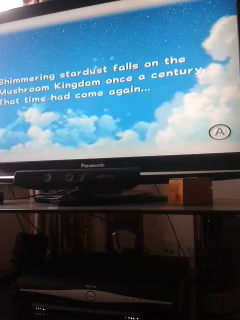 Shimmering stardust falls on the
Mushroom Kingdom once a century.
That time had come again...
A
Panasonic